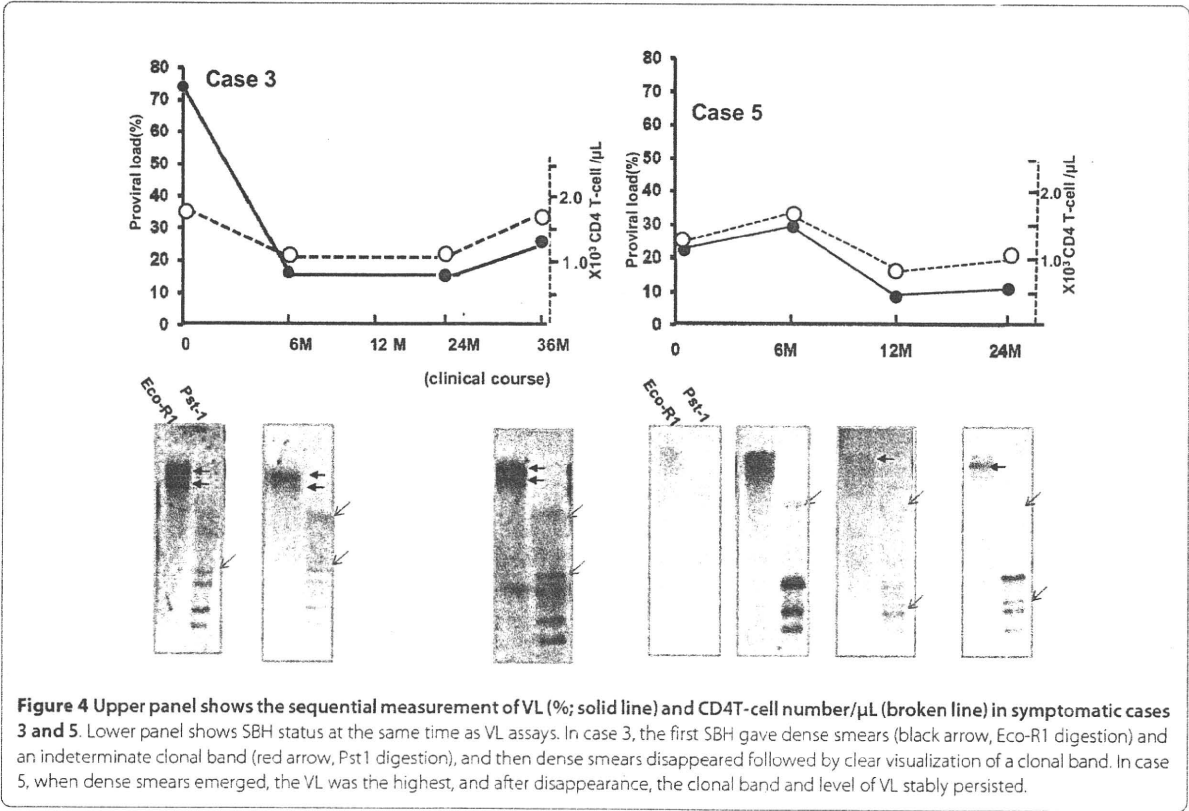 Case 3
80
70
60
50
40
30
20
10
0
Proviral load(%)
2.0
1.0
X10³ CD4 T-cell /µL
0 6M 12 M 24M 36M
(clinical course)
Case 5
80
70
60
50
40
30
20
10
0
Proviral load(%)
2.0
1.0
X10³ CD4 T-cell /µL
0 6M 12M 24M
Eco-R1 Pst-1
Eco-R1 Pst-1
Figure 4 Upper panel shows the sequential measurement of VL (%; solid line) and CD4T-cell number/µL (broken line) in symptomatic cases
3 and 5. Lower panel shows SBH status at the same time as VL assays. In case 3, the first SBH gave dense smears (black arrow, Eco-R1 digestion) and
an indeterminate clonal band (red arrow, Pst1 digestion), and then dense smears disappeared followed by clear visualization of a clonal band. In case
5, when dense smears emerged, the VL was the highest, and after disappearance, the clonal band and level of VL stably persisted.